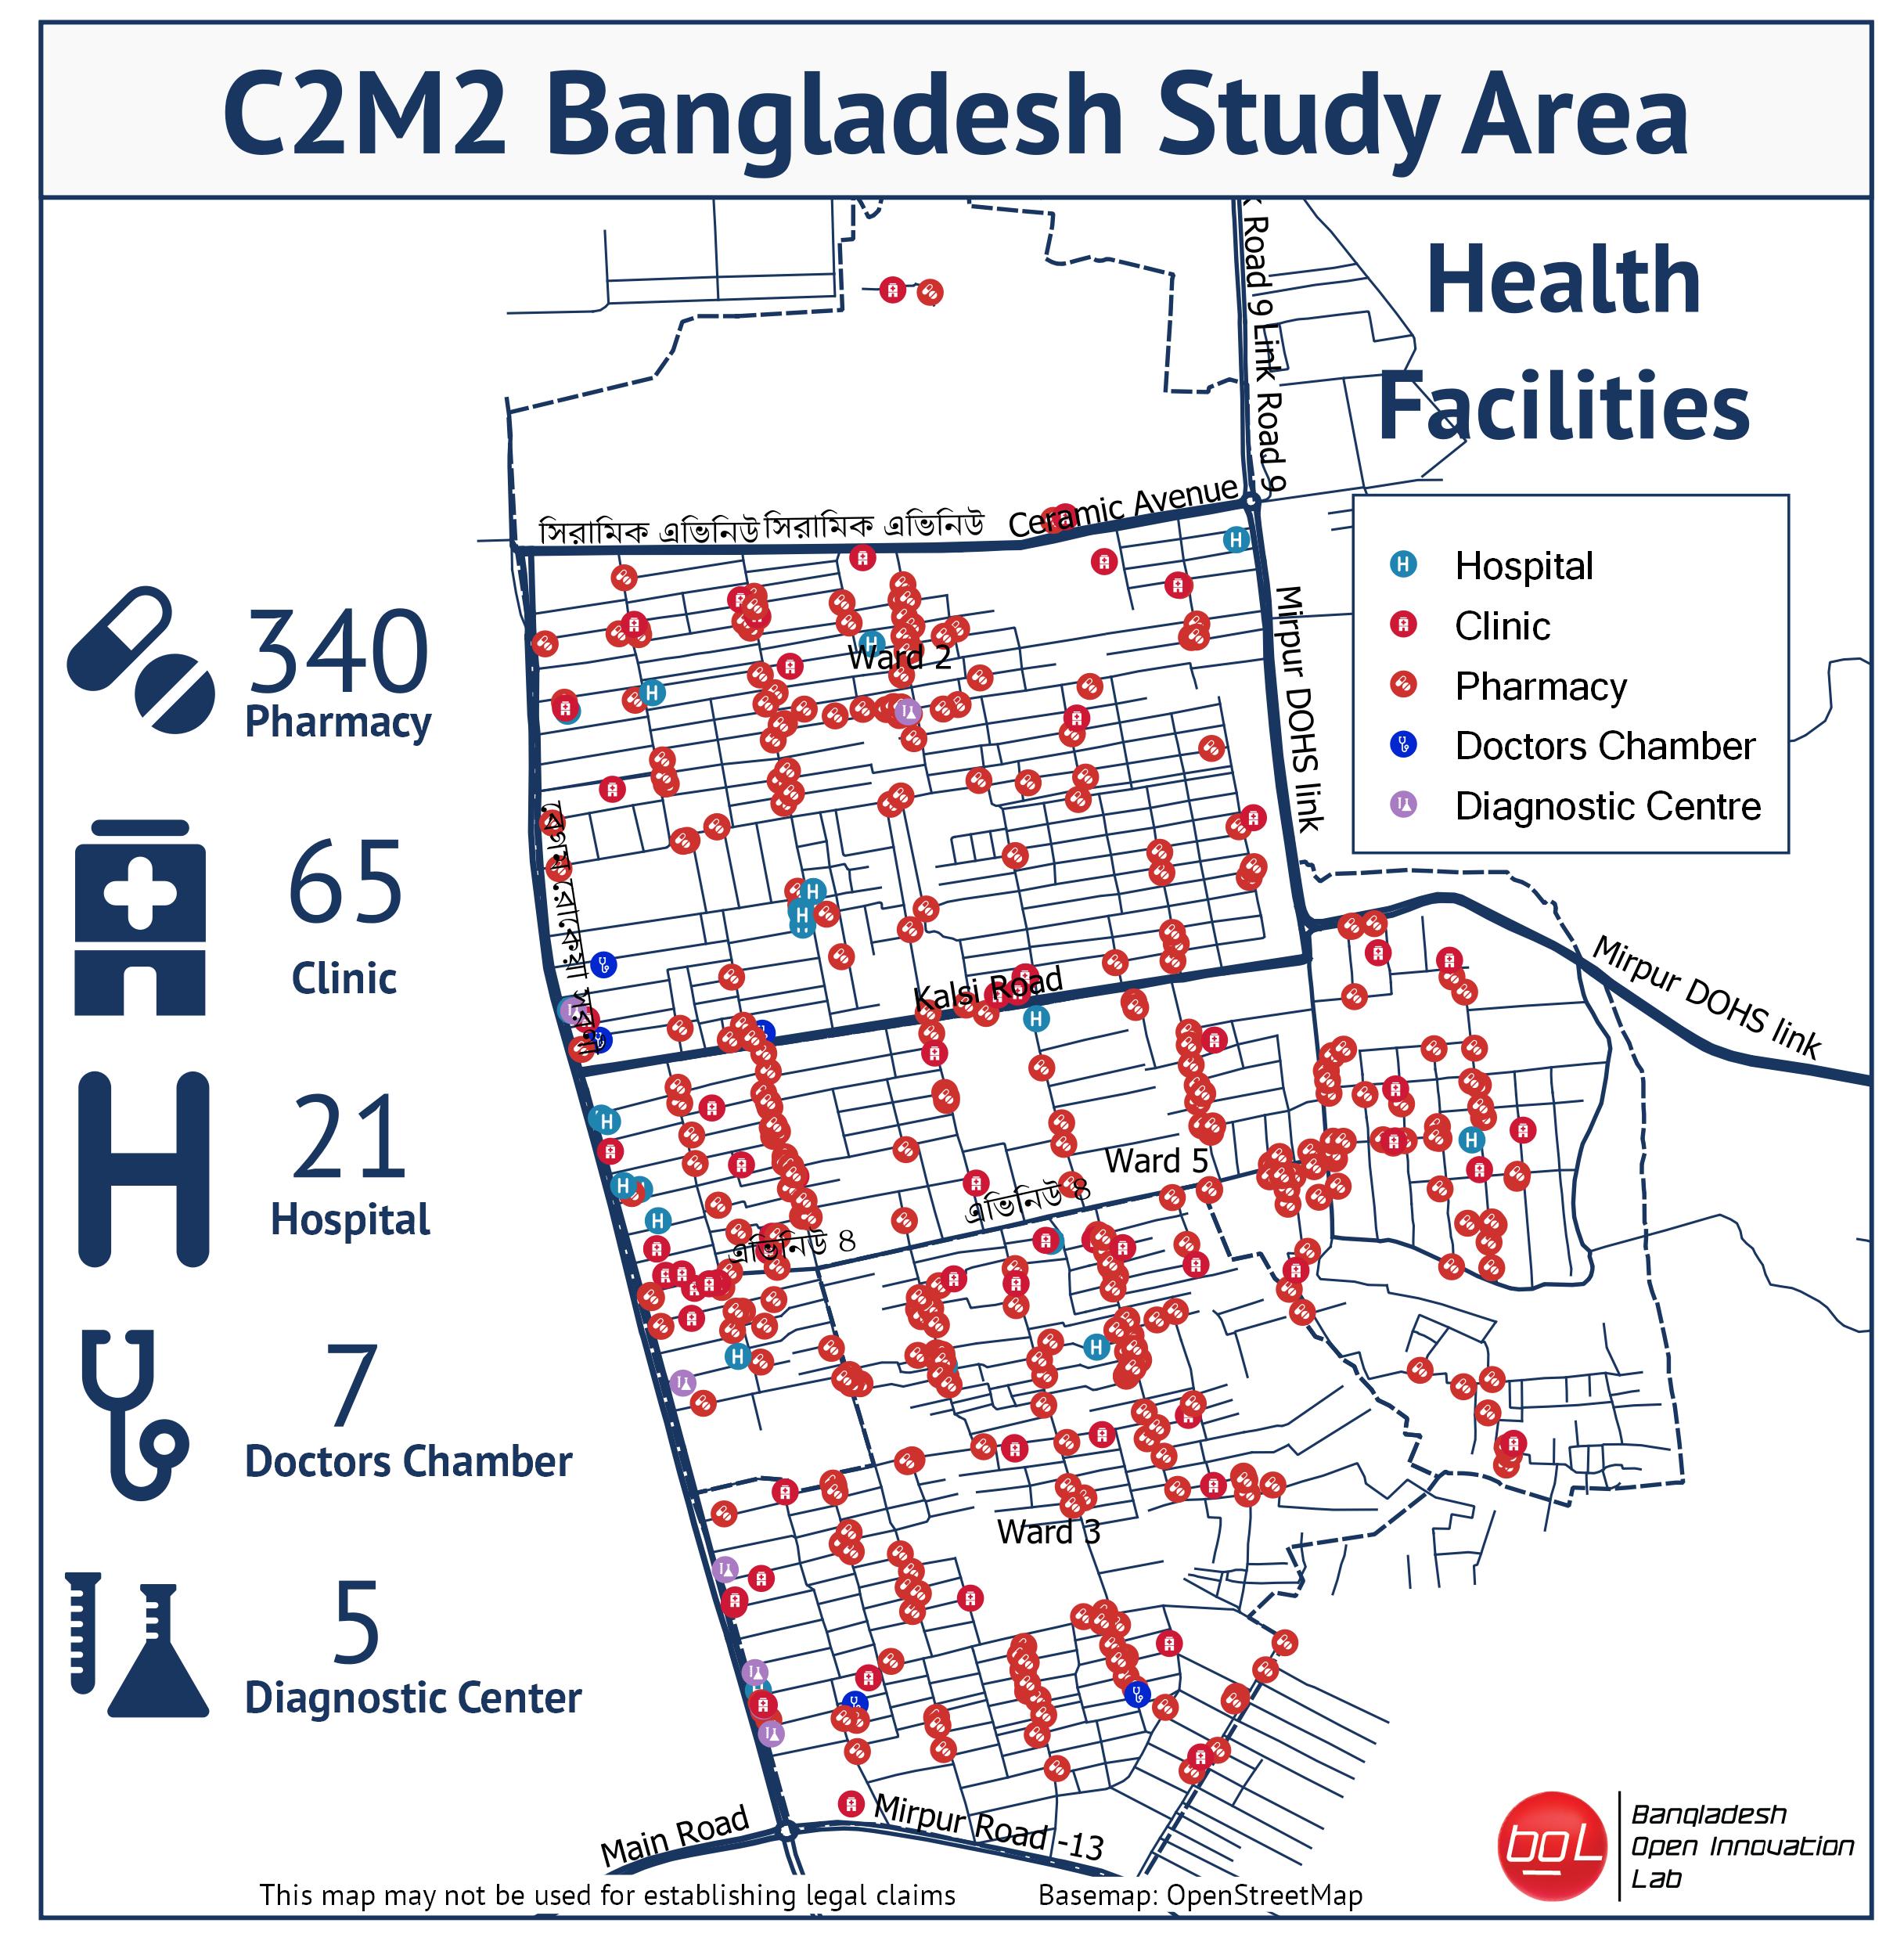 C2M2 Bangladesh Study Area
Health
Facilities
Road 9 Link Road 9
সিরামিক এভিনিউ
সিরামিক এভিনিউ
Ceramic Avenue
Hospital
Clinic
Pharmacy
Doctors Chamber
Diagnostic Centre
340
Pharmacy
65
Clinic
21
Hospital
7
Doctors Chamber
5
Diagnostic Center
Ward 2
Mirpur DOHS link
Kalsi Road
Mirpur DOHS link
Ward 5
এভিনিউ 8
এভিনিউ 8
Ward 3
Main Road
Mirpur Road -13
boL
Bangladesh
Open Innovation
Lab
This map may not be used for establishing legal claims
Basemap: OpenStreetMap